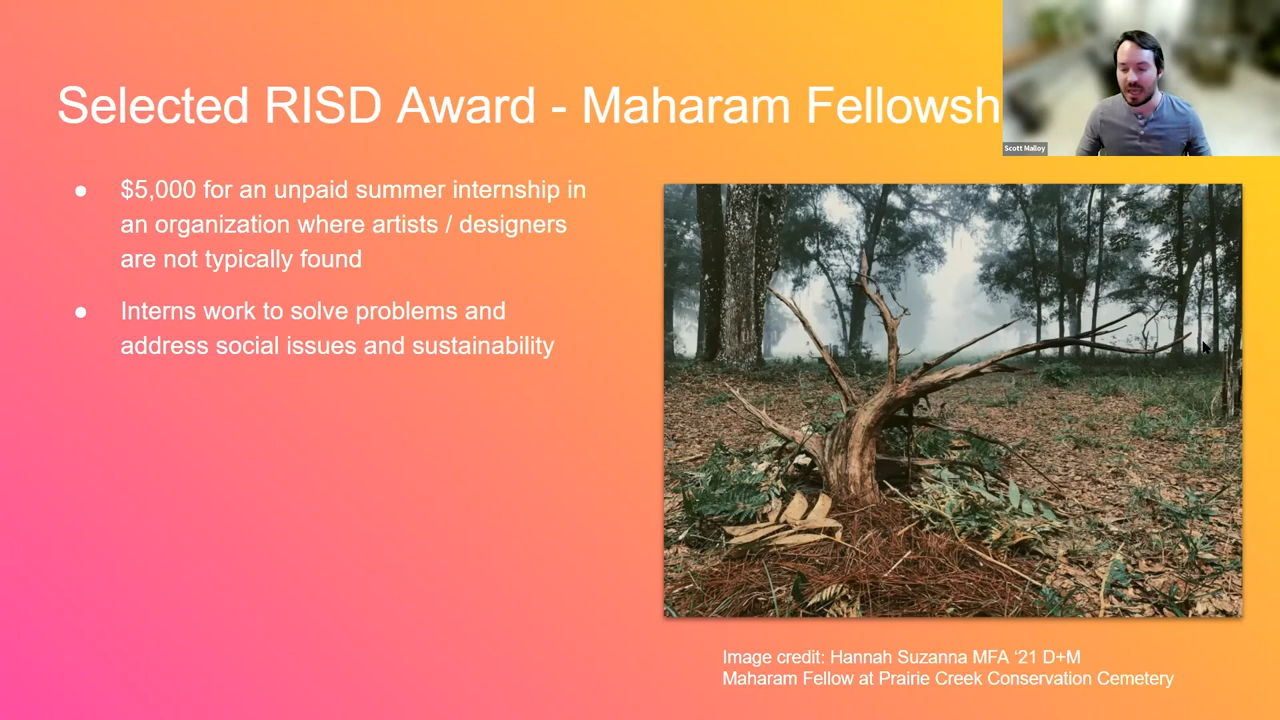 Selected RISD Award - Maharam Fellowsh
Scott Malloy
● $5,000 for an unpaid summer internship in
an organization where artists / designers
are not typically found
● Interns work to solve problems and
address social issues and sustainability
Image credit: Hannah Suzanna MFA ‘21 D+M
Maharam Fellow at Prairie Creek Conservation Cemetery